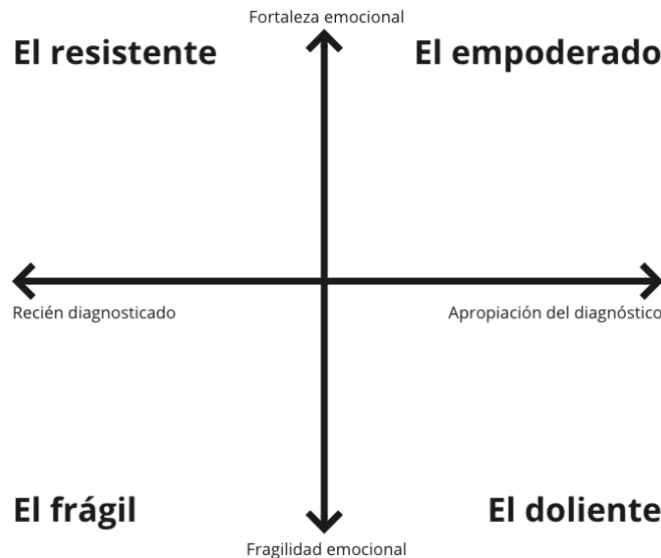 Fortaleza emocional
El resistente
El empoderado
Recién diagnosticado
Apropiación del diagnóstico
El frágil
El doliente
Fragilidad emocional